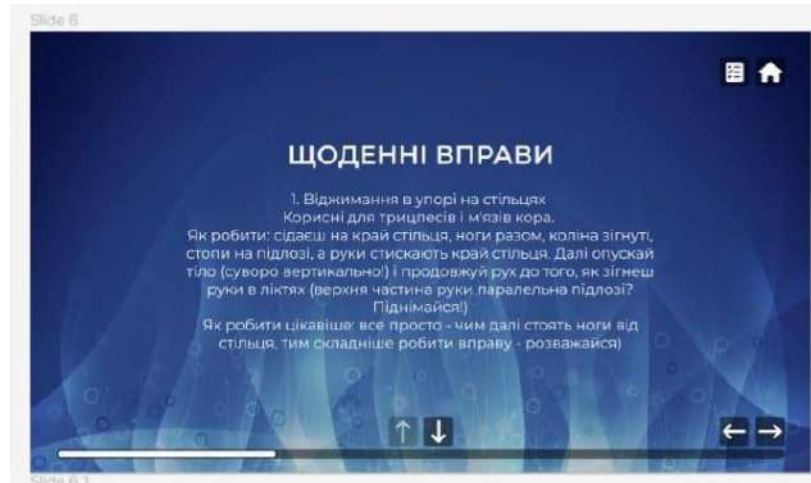 Slide 6
ЩОДЕННІ ВПРАВИ
1. Віджимання в упорі на стільцях
Корисні для трицпесів і м'язів кора.
Як робити: сідаєш на край стільця, ноги разом, коліна зігнуті,
стопи на підлозі, а руки стискають край стільця. Далі опускай
тіло (суворо вертикально!) і продовжуй рух до того, як зігнеш
руки в ліктях (верхня частина руки паралельна підлозі?
Піднімайся!)
Як робити цікавіше: все просто - чим далі стоять ноги від
стільця, тим складніше робити вправу - розважайся)
Slide 6.1